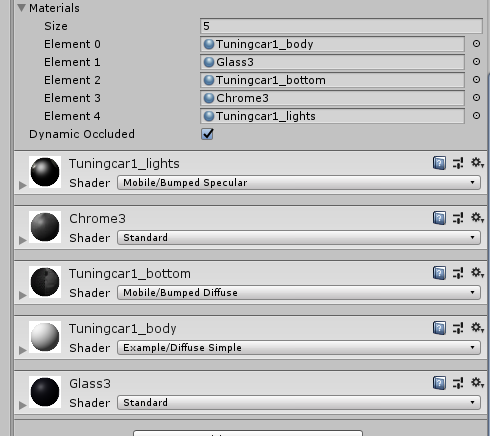 Materials
Size 5
Element 0 Tuningcar1_body
Element 1 Glass3
Element 2 Tuningcar1_bottom
Element 3 Chrome3
Element 4 Tuningcar1_lights
Dynamic Occluded
Tuningcar1_lights
Shader Mobile/Bumped Specular
Chrome3
Shader Standard
Tuningcar1_bottom
Shader Mobile/Bumped Diffuse
Tuningcar1_body
Shader Example/Diffuse Simple
Glass3
Shader Standard